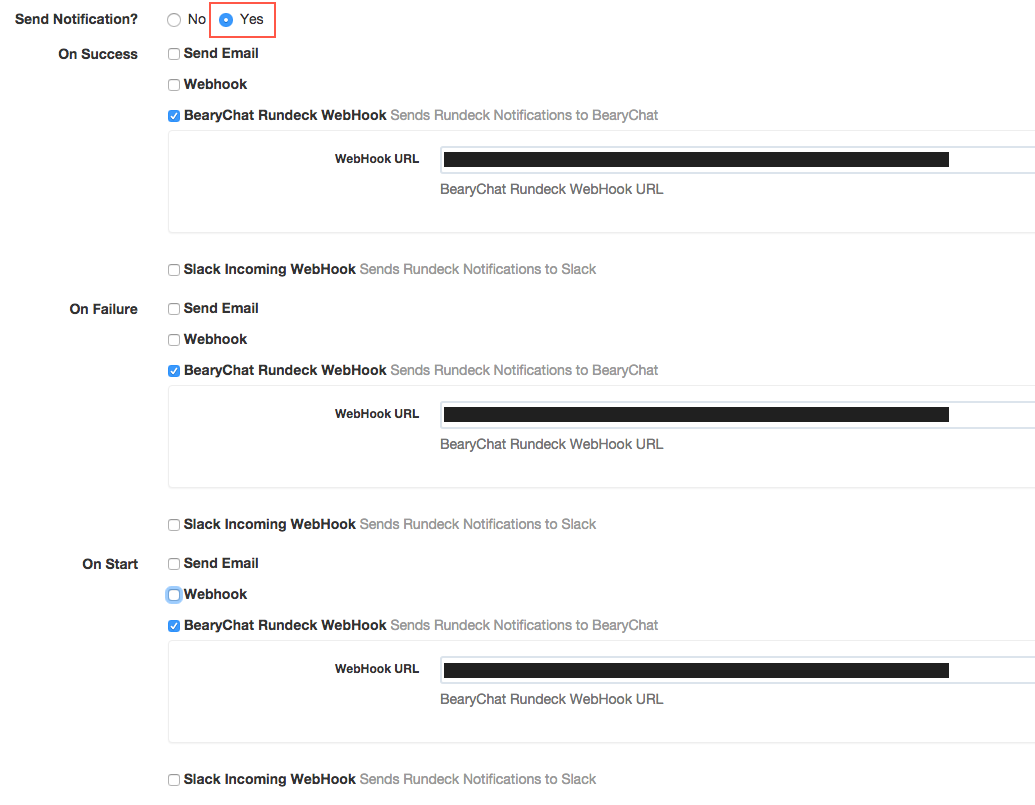 Send Notification? No Yes
On Success Send Email
Webhook
BearyChat Rundeck WebHook Sends Rundeck Notifications to BearyChat
WebHook URL
BearyChat Rundeck WebHook URL
Slack Incoming WebHook Sends Rundeck Notifications to Slack
On Failure Send Email
Webhook
BearyChat Rundeck WebHook Sends Rundeck Notifications to BearyChat
WebHook URL
BearyChat Rundeck WebHook URL
Slack Incoming WebHook Sends Rundeck Notifications to Slack
On Start Send Email
Webhook
BearyChat Rundeck WebHook Sends Rundeck Notifications to BearyChat
WebHook URL
BearyChat Rundeck WebHook URL
Slack Incoming WebHook Sends Rundeck Notifications to Slack